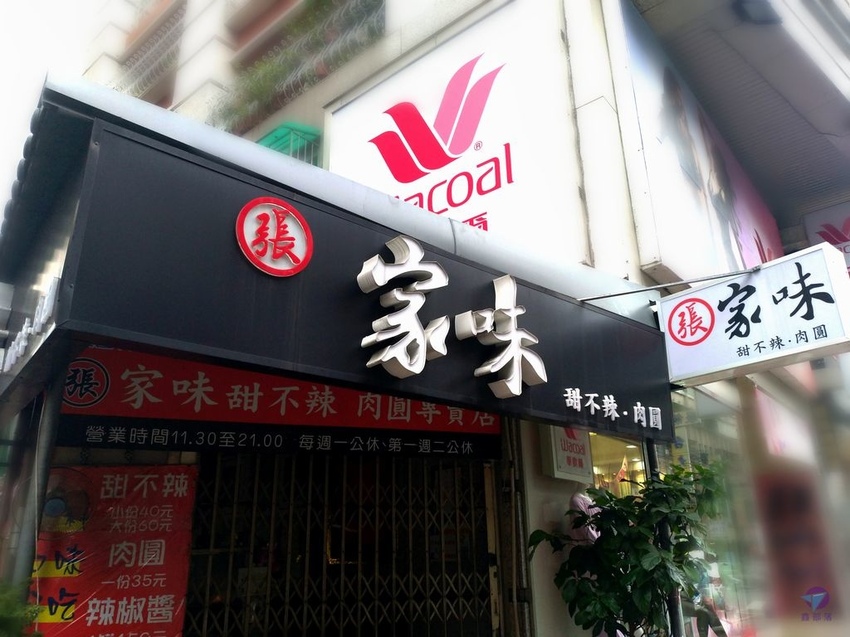 wacoal
張
家味
甜不辣·肉圓
張
家味
甜不辣·肉圓
張
家味甜不辣 肉圓專賣店
營業時間11.30至21.00 每週一公休、第一週二公休
wacoal
甜不辣
小份40元
大份60元
肉圓
一份35元
辣椒醬
味
吃